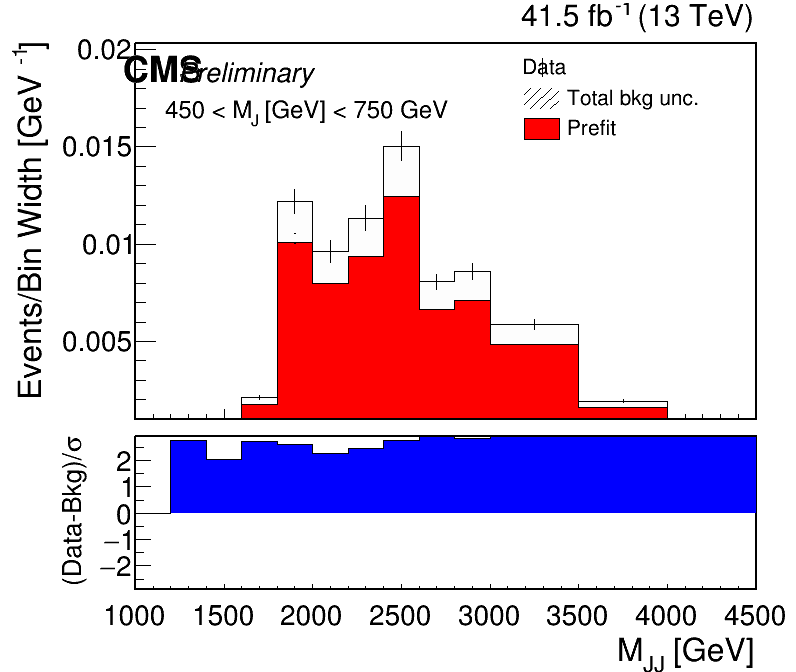 41.5 fb⁻¹ (13 TeV)
CMS Preliminary
450 < M_J [GeV] < 750 GeV
Data
Total bkg unc.
Prefit
Events/Bin Width [GeV⁻¹]
0.02
0.015
0.01
0.005
(Data-Bkg)/σ
2
1
0
−1
−2
1000 1500 2000 2500 3000 3500 4000 4500
M_JJ [GeV]